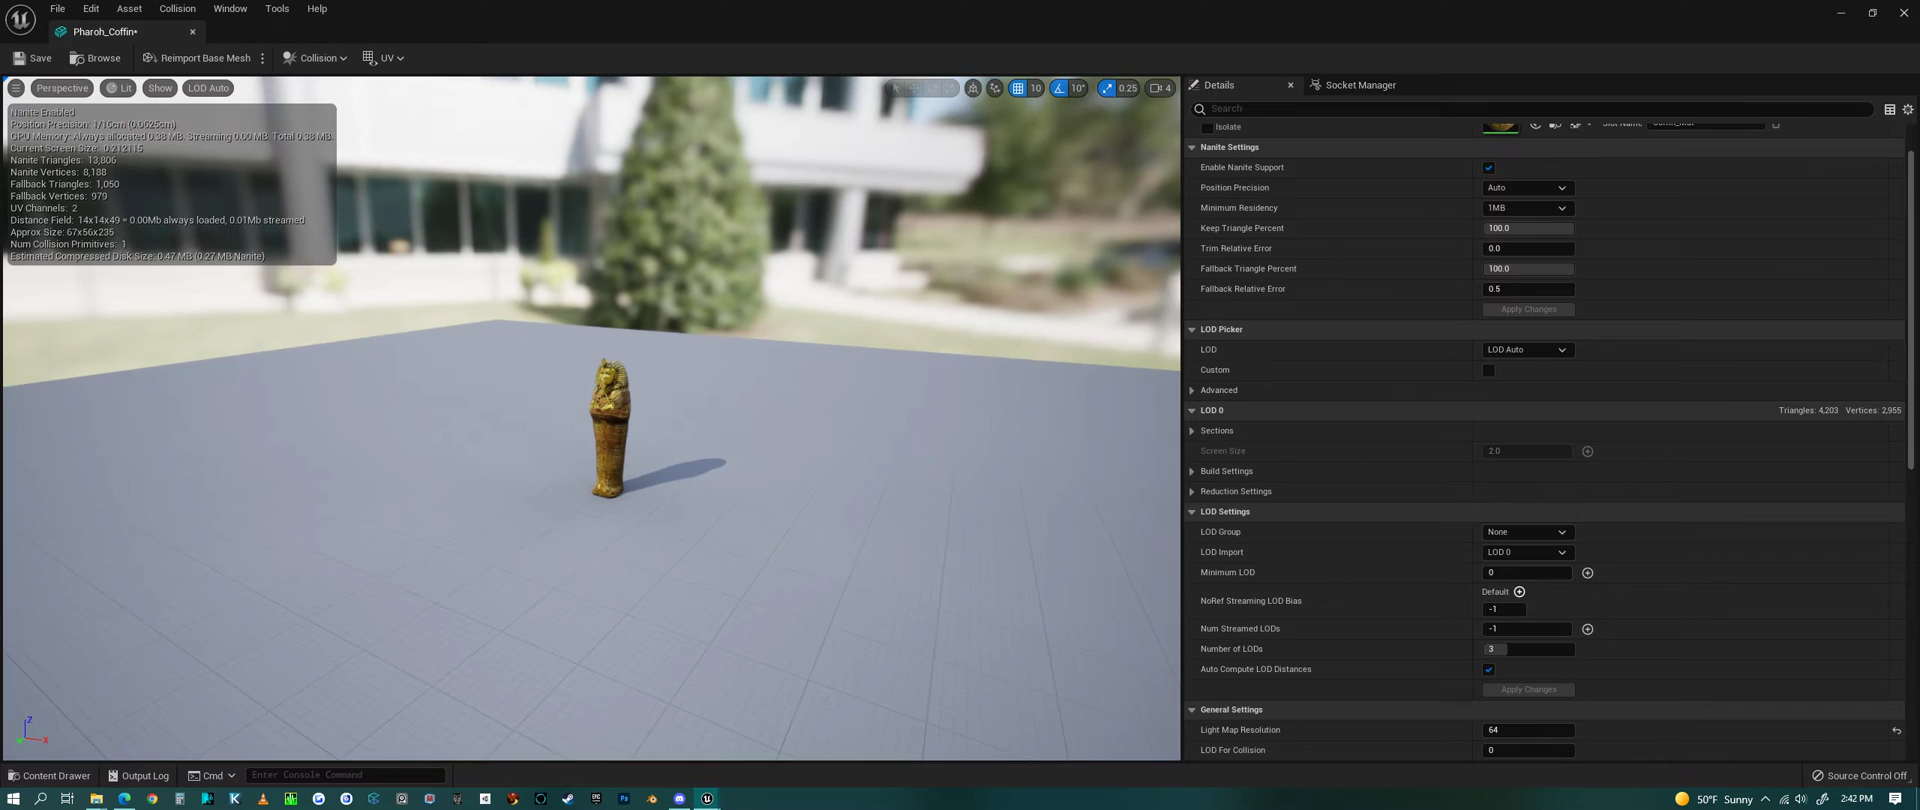 File Edit Asset Collision Window Tools Help
Pharoh_Coffin•
Save Browse Reimport Base Mesh Collision UV
Perspective Lit Show LOD Auto 10 10° 0.25 4
Nanite Enabled
Position Precision: 1/16cm (0.0625cm)
GPU Memory: Always allocated 0.38 MB. Streaming 0.00 MB. Total 0.38 MB.
Current Screen Size: 0.212115
Nanite Triangles: 13,806
Nanite Vertices: 8,188
Fallback Triangles: 1,050
Fallback Vertices: 979
UV Channels: 2
Distance Field: 14x14x49 = 0.00Mb always loaded, 0.01Mb streamed
Approx Size: 67x56x235
Num Collision Primitives: 1
Estimated Compressed Disk Size: 0.47 MB (0.27 MB Nanite)
Details Socket Manager
Search
Isolate Slot Name
Nanite Settings
Enable Nanite Support
Position Precision Auto
Minimum Residency 1MB
Keep Triangle Percent 100.0
Trim Relative Error 0.0
Fallback Triangle Percent 100.0
Fallback Relative Error 0.5
Apply Changes
LOD Picker
LOD LOD Auto
Custom
Advanced
LOD 0 Triangles: 4,203 Vertices: 2,955
Sections
Screen Size 2.0
Build Settings
Reduction Settings
LOD Settings
LOD Group None
LOD Import LOD 0
Minimum LOD 0
Default
NoRef Streaming LOD Bias
-1
Num Streamed LODs -1
Number of LODs 3
Auto Compute LOD Distances
Apply Changes
General Settings
Light Map Resolution 64
LOD For Collision 0
Z
X
Content Drawer Output Log Cmd Enter Console Command Source Control Off
50°F Sunny 2:42 PM